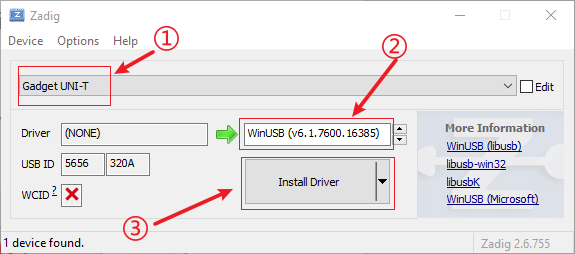 Zadig
Device Options Help
①
②
Gadget UNI-T
Edit
Driver (NONE) WinUSB (v6.1.7600.16385)
More Information
WinUSB (libusb)
USB ID 5656 320A
libusb-win32
Install Driver
libusbK
WCID ?
WinUSB (Microsoft)
③
1 device found.
Zadig 2.6.755